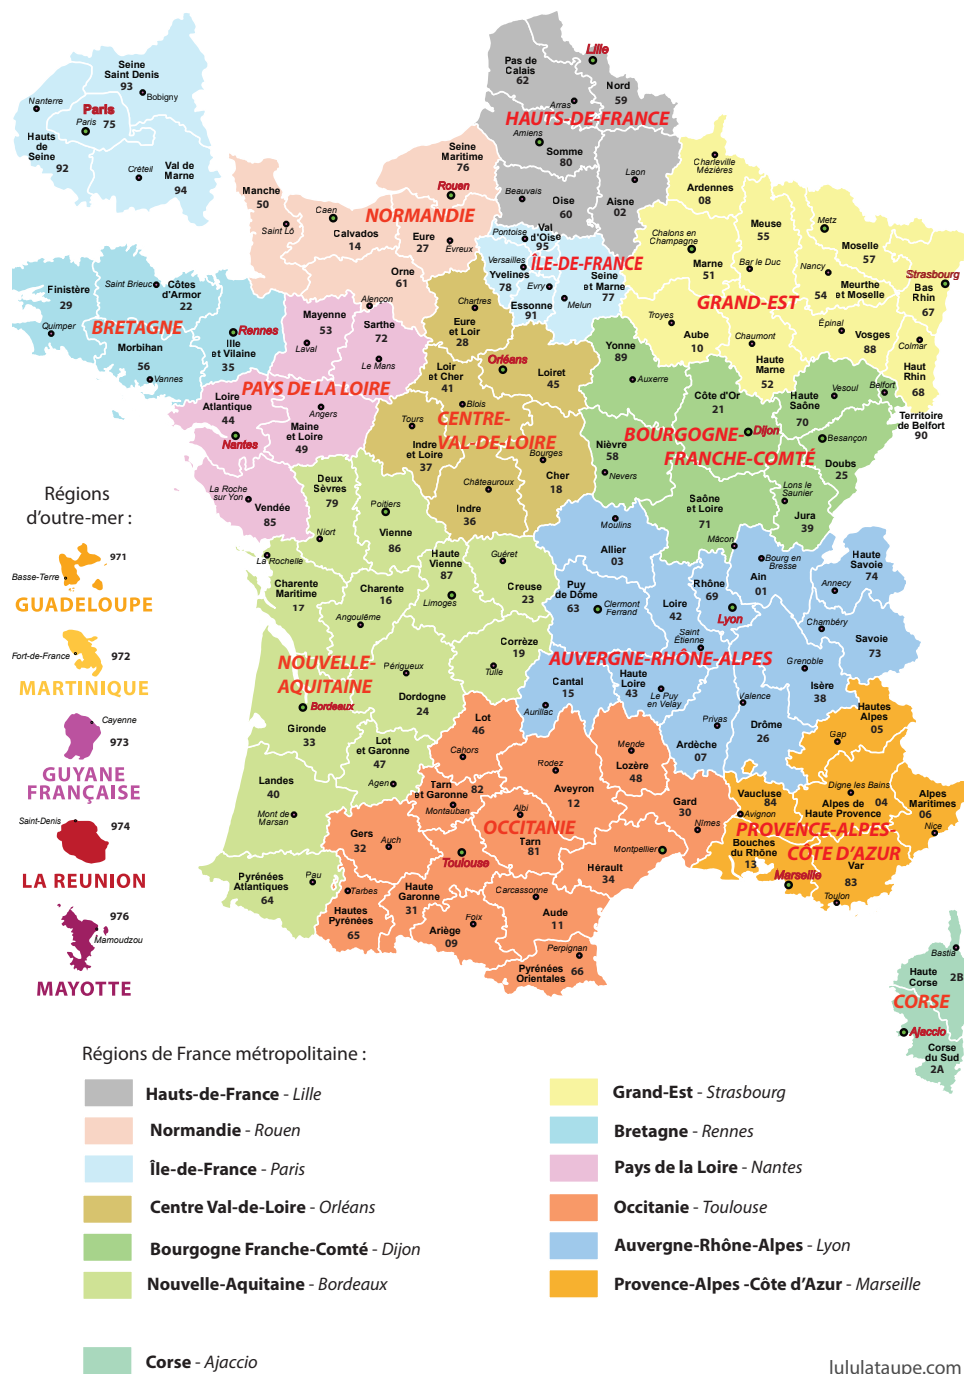 Seine
Saint Denis
93
Bobigny
Nanterre
Paris
Paris
75
Hauts
de
Seine
92
Créteil
Val de
Marne
94
Lille
Pas de
Calais
62
Nord
59
Arras
HAUTS-DE-FRANCE
Amiens
Somme
80
Laon
Beauvais
Oise
60
Aisne
02
Seine
Maritime
76
Rouen
Manche
50
Caen
NORMANDIE
Saint Lô
Calvados
14
Eure
27
Evreux
Orne
61
Alençon
Pontoise
Val
d'Oise
95
Versailles
ÎLE-DE-FRANCE
Yvelines
78
Evry
Seine
et Marne
77
Essonne
91
Melun
Charleville
Mézières
Ardennes
08
Meuse
55
Metz
Chalons en
Champagne
Moselle
57
Marne
51
Bar le Duc
Nancy
Strasbourg
GRAND-EST
54
Meurthe
et Moselle
Bas
Rhin
67
Troyes
Aube
10
Chaumont
Épinal
Vosges
88
Colmar
Haute
Marne
52
Haut
Rhin
68
Finistère
29
Saint Brieuc
Côtes
d'Armor
22
Quimper
BRETAGNE
Rennes
Morbihan
56
Ille
et Vilaine
35
Vannes
Mayenne
53
Sarthe
72
Laval
Le Mans
PAYS DE LA LOIRE
Loire
Atlantique
44
Angers
Nantes
Maine
et Loire
49
La Roche
sur Yon
Vendée
85
Chartres
Eure
et Loir
28
Orléans
Loir
et Cher
41
Loiret
45
Blois
Tours
CENTRE-
VAL-DE-LOIRE
Indre
et Loire
37
Bourges
Cher
18
Châteauroux
Indre
36
Yonne
89
Auxerre
Côte d'Or
21
Haute
Saône
70
Vesoul
Belfort
Territoire
de Belfort
90
BOURGOGNE-
Dijon
Besançon
FRANCHE-COMTÉ
Nièvre
58
Nevers
Doubs
25
Lons le
Saunier
Saône
et Loire
71
Jura
39
Mâcon
Deux
Sèvres
79
Poitiers
Niort
Vienne
86
La Rochelle
Haute
Vienne
87
Guéret
Creuse
23
Charente
Maritime
17
Charente
16
Limoges
Angoulême
Corrèze
19
Tulle
NOUVELLE-
AQUITAINE
Périgueux
Dordogne
24
Bordeaux
Gironde
33
Lot
et Garonne
47
Agen
Landes
40
Mont de
Marsan
Pyrénées
Atlantiques
64
Pau
Moulins
Allier
03
Bourg en
Bresse
Ain
01
Haute
Savoie
74
Annecy
Puy
de Dôme
63
Clermont
Ferrand
Loire
42
Rhône
69
Lyon
Chambéry
Saint
Étienne
Savoie
73
AUVERGNE-RHÔNE-ALPES
Grenoble
Cantal
15
Aurillac
Haute
Loire
43
Le Puy
en Velay
Isère
38
Valence
Privas
Drôme
26
Ardèche
07
Lot
46
Cahors
Mende
Lozère
48
Rodez
Aveyron
12
Tarn
et Garonne
82
Montauban
Albi
OCCITANIE
Tarn
81
Gard
30
Nîmes
Gers
32
Auch
Toulouse
Montpellier
Hérault
34
Tarbes
Haute
Garonne
31
Carcassonne
Hautes
Pyrénées
65
Foix
Ariège
09
Aude
11
Perpignan
Pyrénées
Orientales
66
Hautes
Alpes
05
Gap
Vaucluse
84
Avignon
Digne les Bains
04
Alpes de
Haute Provence
Alpes
Maritimes
06
Nice
PROVENCE-ALPES-
CÔTE D'AZUR
Bouches
du Rhône
13
Var
83
Marseille
Toulon
Bastia
Haute
Corse
2B
CORSE
Ajaccio
Corse
du Sud
2A
Régions
d'outre-mer :
971
Basse-Terre
GUADELOUPE
Fort-de-France
972
MARTINIQUE
Cayenne
973
GUYANE
FRANÇAISE
Saint-Denis
974
LA REUNION
976
Mamoudzou
MAYOTTE
Régions de France métropolitaine :
Hauts-de-France - Lille
Normandie - Rouen
Île-de-France - Paris
Centre Val-de-Loire - Orléans
Bourgogne Franche-Comté - Dijon
Nouvelle-Aquitaine - Bordeaux
Corse - Ajaccio
Grand-Est - Strasbourg
Bretagne - Rennes
Pays de la Loire - Nantes
Occitanie - Toulouse
Auvergne-Rhône-Alpes - Lyon
Provence-Alpes -Côte d'Azur - Marseille
lululataupe.com